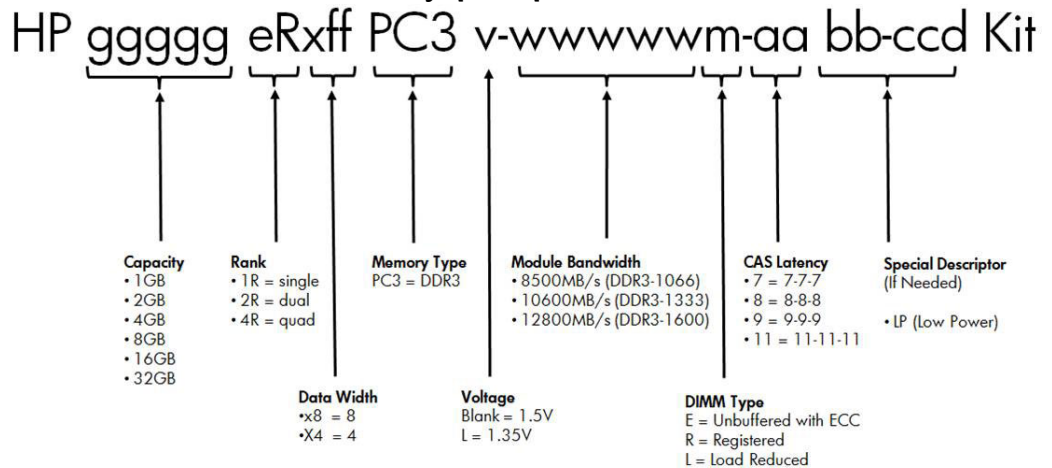 HP ggggg eRxff PC3 v-wwwwwm-aa bb-ccd Kit
Capacity
• 1GB
• 2GB
• 4GB
• 8GB
• 16GB
• 32GB
Rank
• 1R = single
• 2R = dual
• 4R = quad
Memory Type
PC3 = DDR3
Module Bandwidth
• 8500MB/s (DDR3-1066)
• 10600MB/s (DDR3-1333)
• 12800MB/s (DDR3-1600)
CAS Latency
• 7 = 7-7-7
• 8 = 8-8-8
• 9 = 9-9-9
• 11 = 11-11-11
Special Descriptor
(If Needed)
• LP (Low Power)
Data Width
•x8 = 8
•X4 = 4
Voltage
Blank = 1.5V
L = 1.35V
DIMM Type
E = Unbuffered with ECC
R = Registered
L = Load Reduced